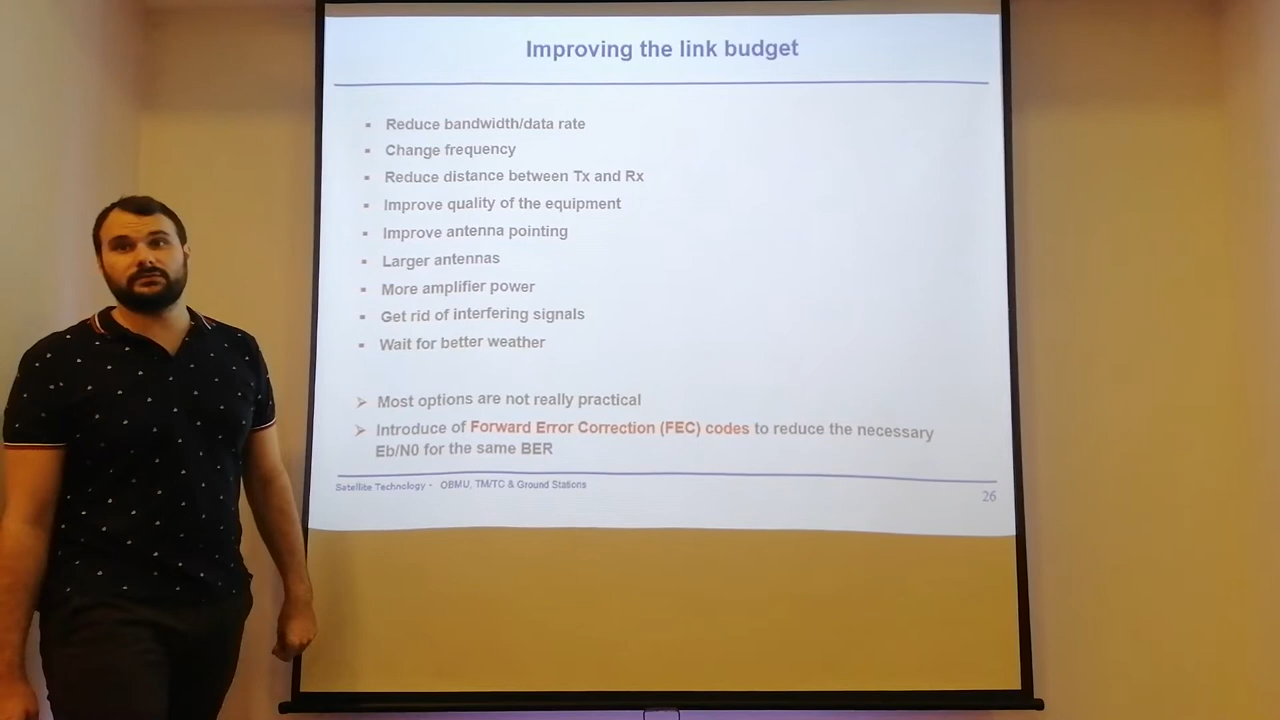 Improving the link budget
▪ Reduce bandwidth/data rate
▪ Change frequency
▪ Reduce distance between Tx and Rx
▪ Improve quality of the equipment
▪ Improve antenna pointing
▪ Larger antennas
▪ More amplifier power
▪ Get rid of interfering signals
▪ Wait for better weather
➢ Most options are not really practical
➢ Introduce of Forward Error Correction (FEC) codes to reduce the necessary
Eb/N0 for the same BER
Satellite Technology - OBMU, TM/TC & Ground Stations
26